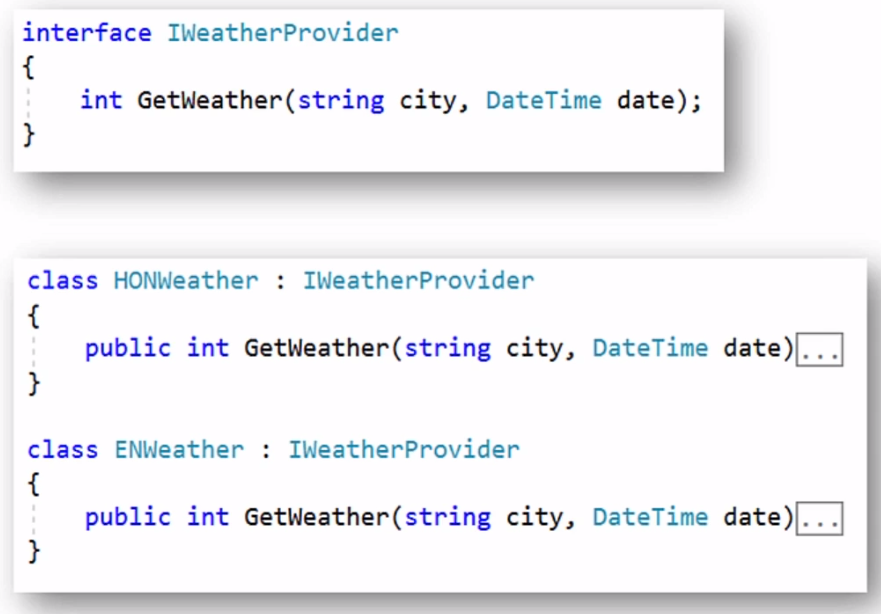 interface IWeatherProvider
{
    int GetWeather(string city, DateTime date);
}
class HONWeather : IWeatherProvider
{
    public int GetWeather(string city, DateTime date)...
}
class ENWeather : IWeatherProvider
{
    public int GetWeather(string city, DateTime date)...
}